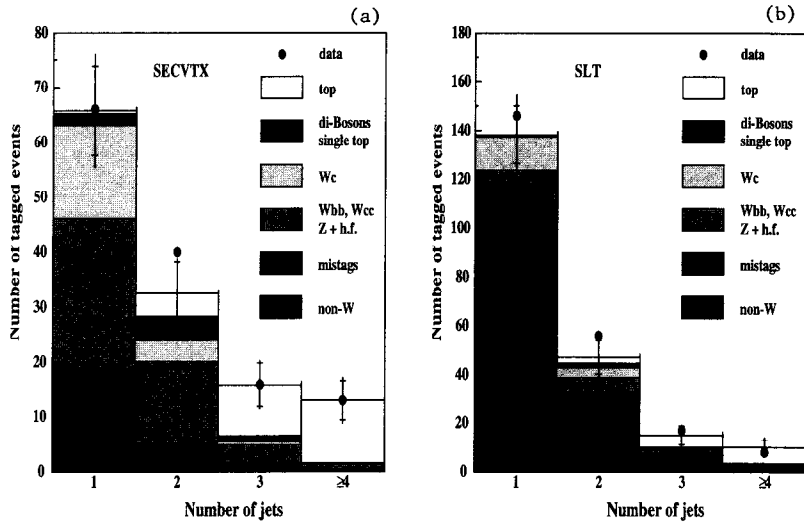 (a)
SECVTX
data
top
di-Bosons
single top
Wc
Wbb, Wcc
Z + h.f.
mistags
non-W
Number of tagged events
80
70
60
50
40
30
20
10
0
1 2 3 ≥4
Number of jets
(b)
SLT
data
top
di-Bosons
single top
Wc
Wbb, Wcc
Z + h.f.
mistags
non-W
Number of tagged events
180
160
140
120
100
80
60
40
20
0
1 2 3 ≥4
Number of jets